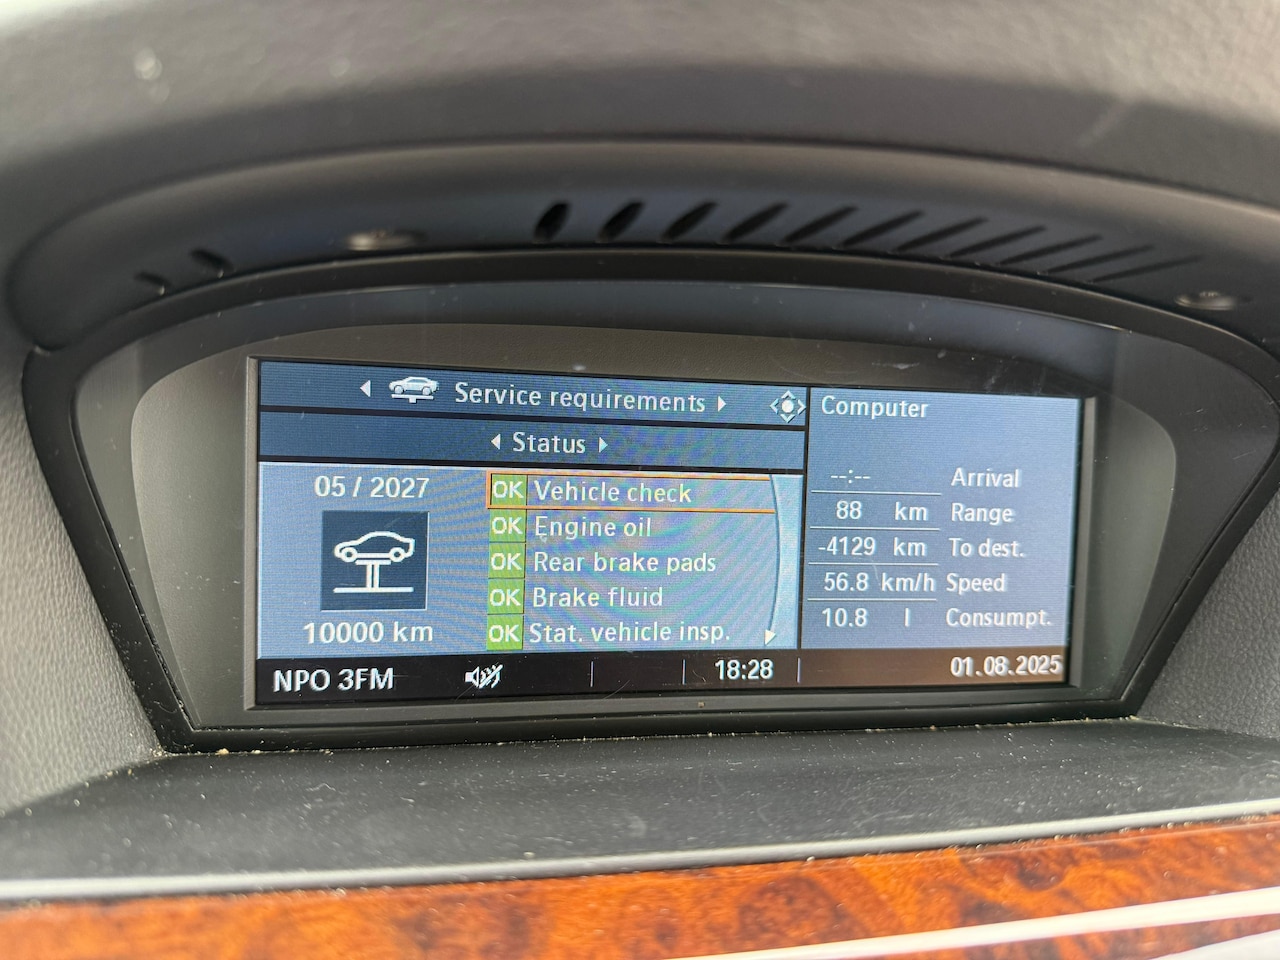 Service requirements
Status
05 / 2027
10000 km
OK Vehicle check
OK Engine oil
OK Rear brake pads
OK Brake fluid
OK Stat. vehicle insp.
Computer
--:-- Arrival
88 km Range
-4129 km To dest.
56.8 km/h Speed
10.8 l Consumpt.
NPO 3FM
18:28
01.08.2025